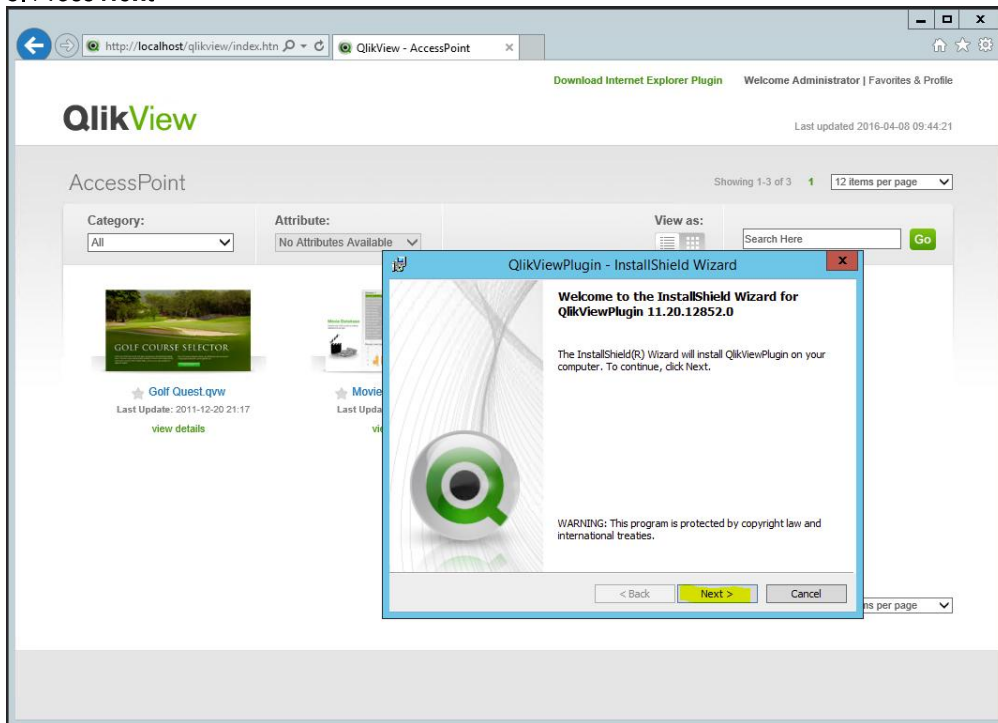 http://localhost/qlikview/index.htn
QlikView - AccessPoint
Download Internet Explorer Plugin Welcome Administrator | Favorites & Profile
QlikView
Last updated 2016-04-08 09:44:21
AccessPoint
Showing 1-3 of 3 1 12 items per page
Category:
Attribute:
View as:
All
No Attributes Available
Search Here
Go
QlikViewPlugin - InstallShield Wizard
Welcome to the InstallShield Wizard for
QlikViewPlugin 11.20.12852.0
The InstallShield(R) Wizard will install QlikViewPlugin on your
computer. To continue, click Next.
GOLF COURSE SELECTOR
Golf Quest.qvw
Last Update: 2011-12-20 21:17
view details
Movie
Last Upda
vie
WARNING: This program is protected by copyright law and
international treaties.
< Back
Next >
Cancel
ns per page